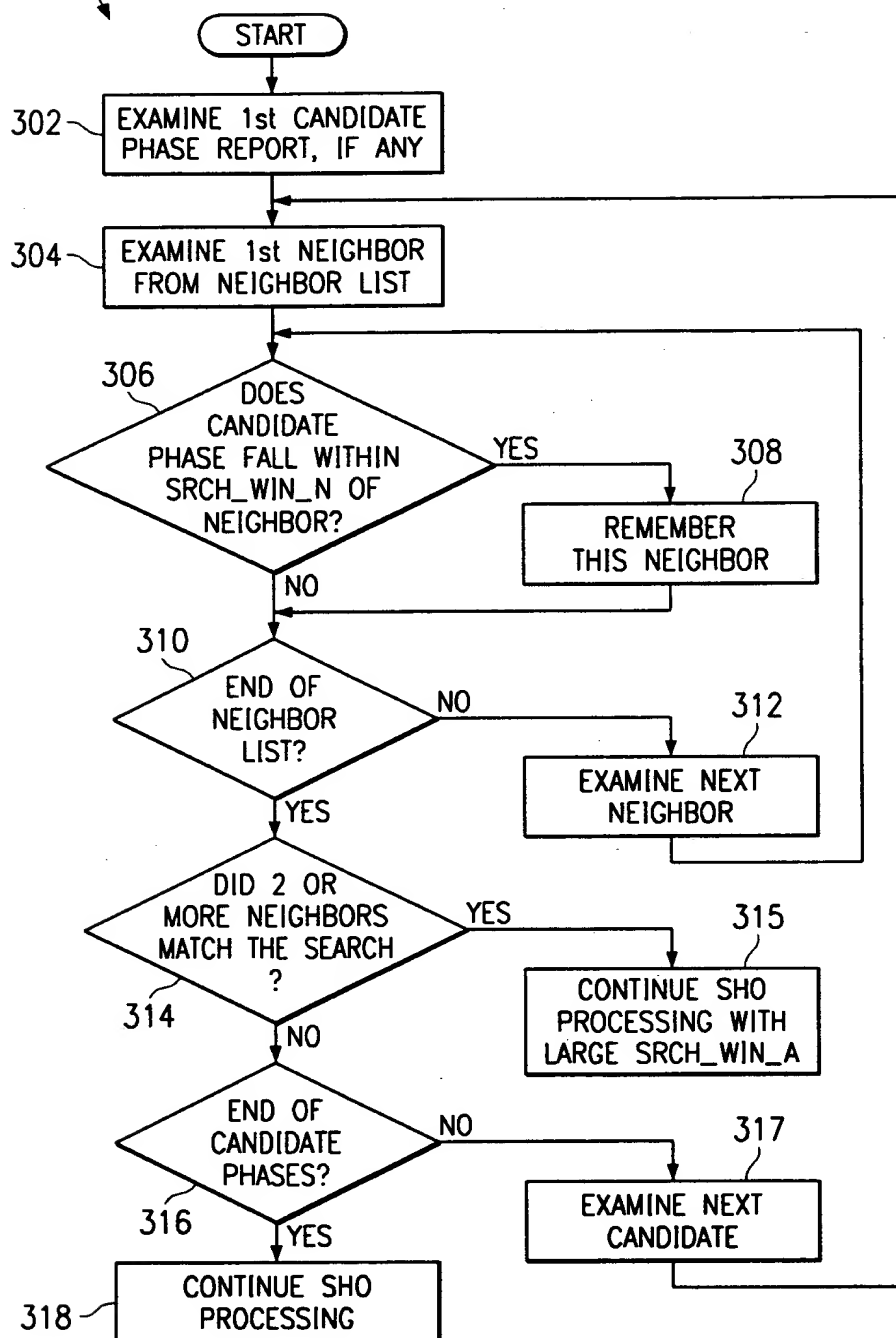 START
302
EXAMINE 1st CANDIDATE
PHASE REPORT, IF ANY
304
EXAMINE 1st NEIGHBOR
FROM NEIGHBOR LIST
306
DOES
CANDIDATE
PHASE FALL WITHIN
SRCH_WIN_N OF
NEIGHBOR?
YES
308
REMEMBER
THIS NEIGHBOR
NO
310
END OF
NEIGHBOR
LIST?
NO
312
EXAMINE NEXT
NEIGHBOR
YES
DID 2 OR
MORE NEIGHBORS
MATCH THE SEARCH
?
314
YES
315
CONTINUE SHO
PROCESSING WITH
LARGE SRCH_WIN_A
NO
END OF
CANDIDATE
PHASES?
316
NO
317
EXAMINE NEXT
CANDIDATE
YES
318
CONTINUE SHO
PROCESSING